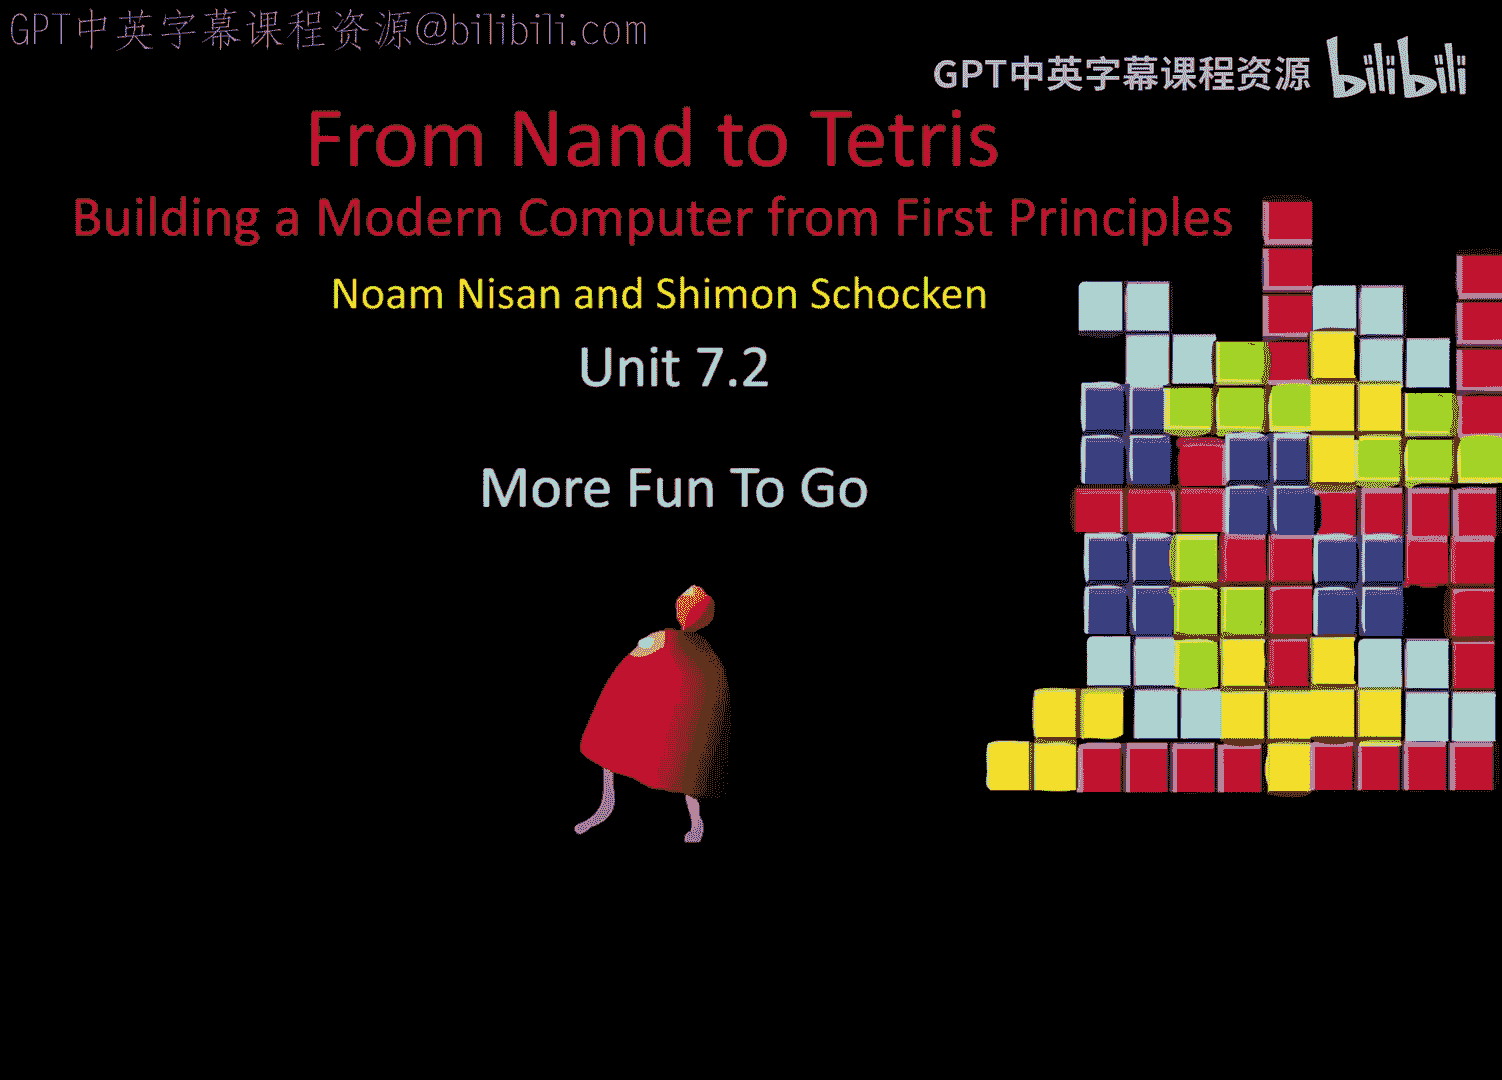 GPT中英字幕课程资源@bilibili.com
GPT中英字幕课程资源 bilibili
From Nand to Tetris
Building a Modern Computer from First Principles
Noam Nisan and Shimon Schocken
Unit 7.2
More Fun To Go